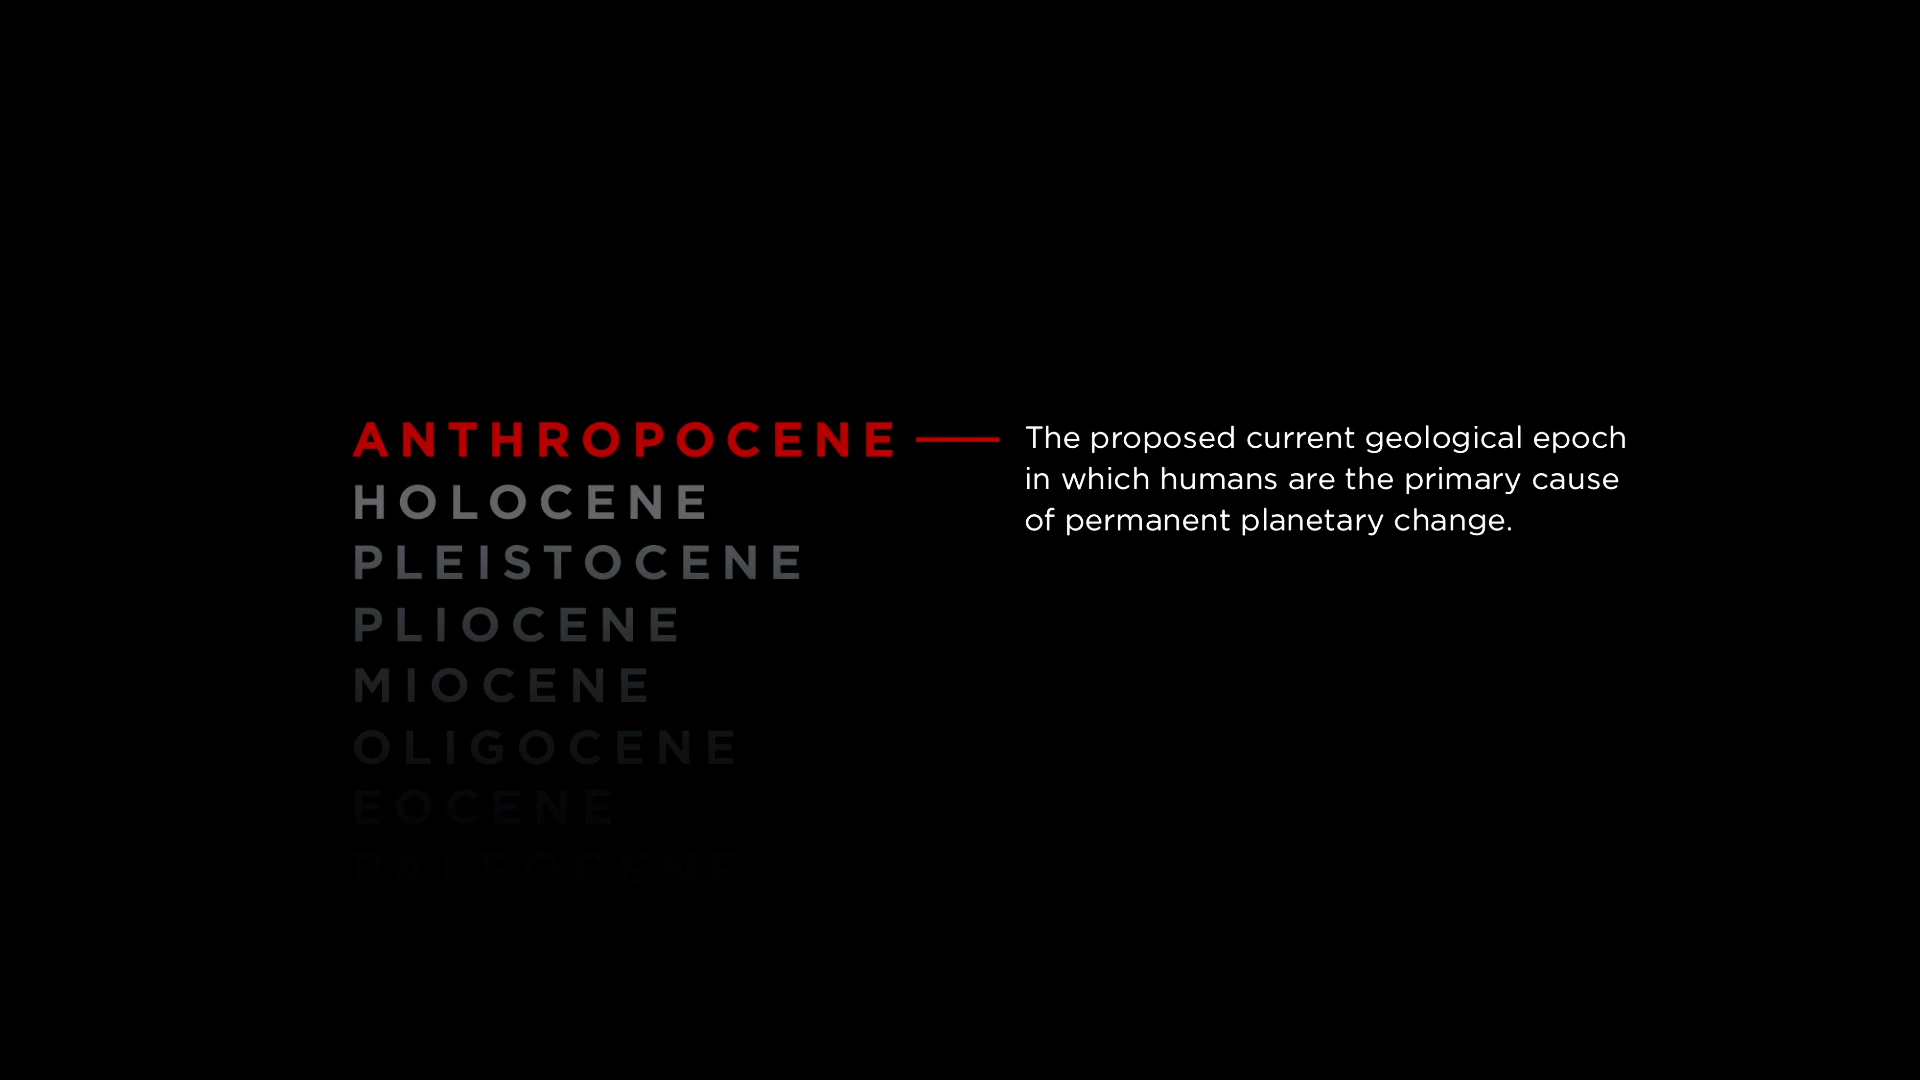 ANTHROPOCENE
The proposed current geological epoch
in which humans are the primary cause
of permanent planetary change.
HOLOCENE
PLEISTOCENE
PLIOCENE
MIOCENE
OLIGOCENE
EOCENE
PALEOCENE